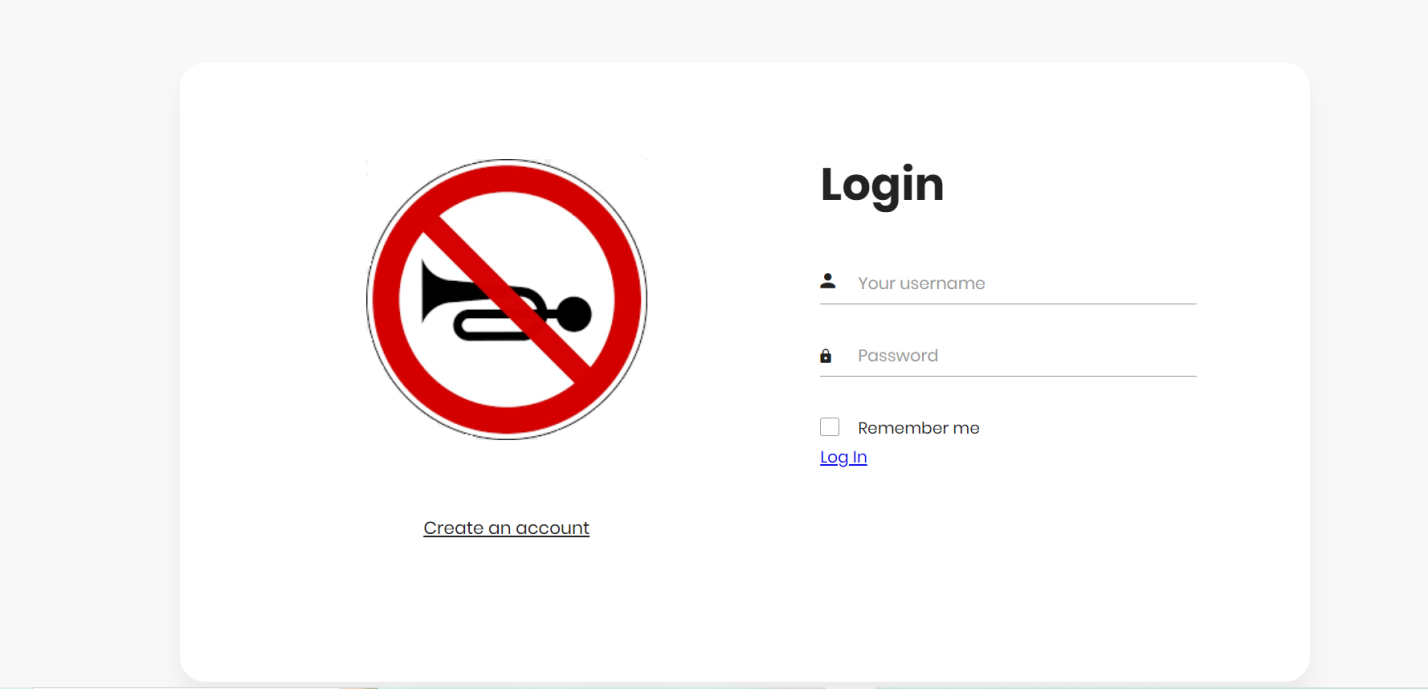 Login
Your username
Password
Remember me
Log In
Create an account